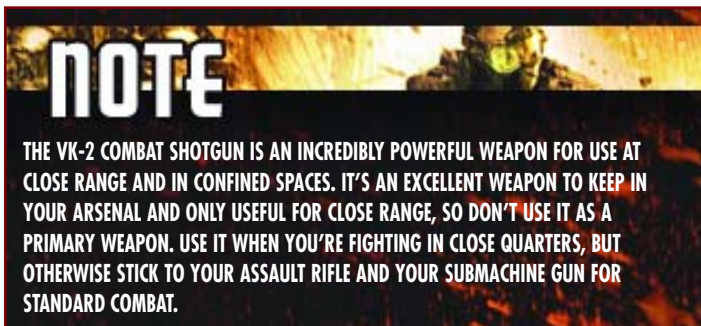 NOTE
THE VK-2 COMBAT SHOTGUN IS AN INCREDIBLY POWERFUL WEAPON FOR USE AT
CLOSE RANGE AND IN CONFINED SPACES. IT'S AN EXCELLENT WEAPON TO KEEP IN
YOUR ARSENAL AND ONLY USEFUL FOR CLOSE RANGE, SO DON'T USE IT AS A
PRIMARY WEAPON. USE IT WHEN YOU'RE FIGHTING IN CLOSE QUARTERS, BUT
OTHERWISE STICK TO YOUR ASSAULT RIFLE AND YOUR SUBMACHINE GUN FOR
STANDARD COMBAT.